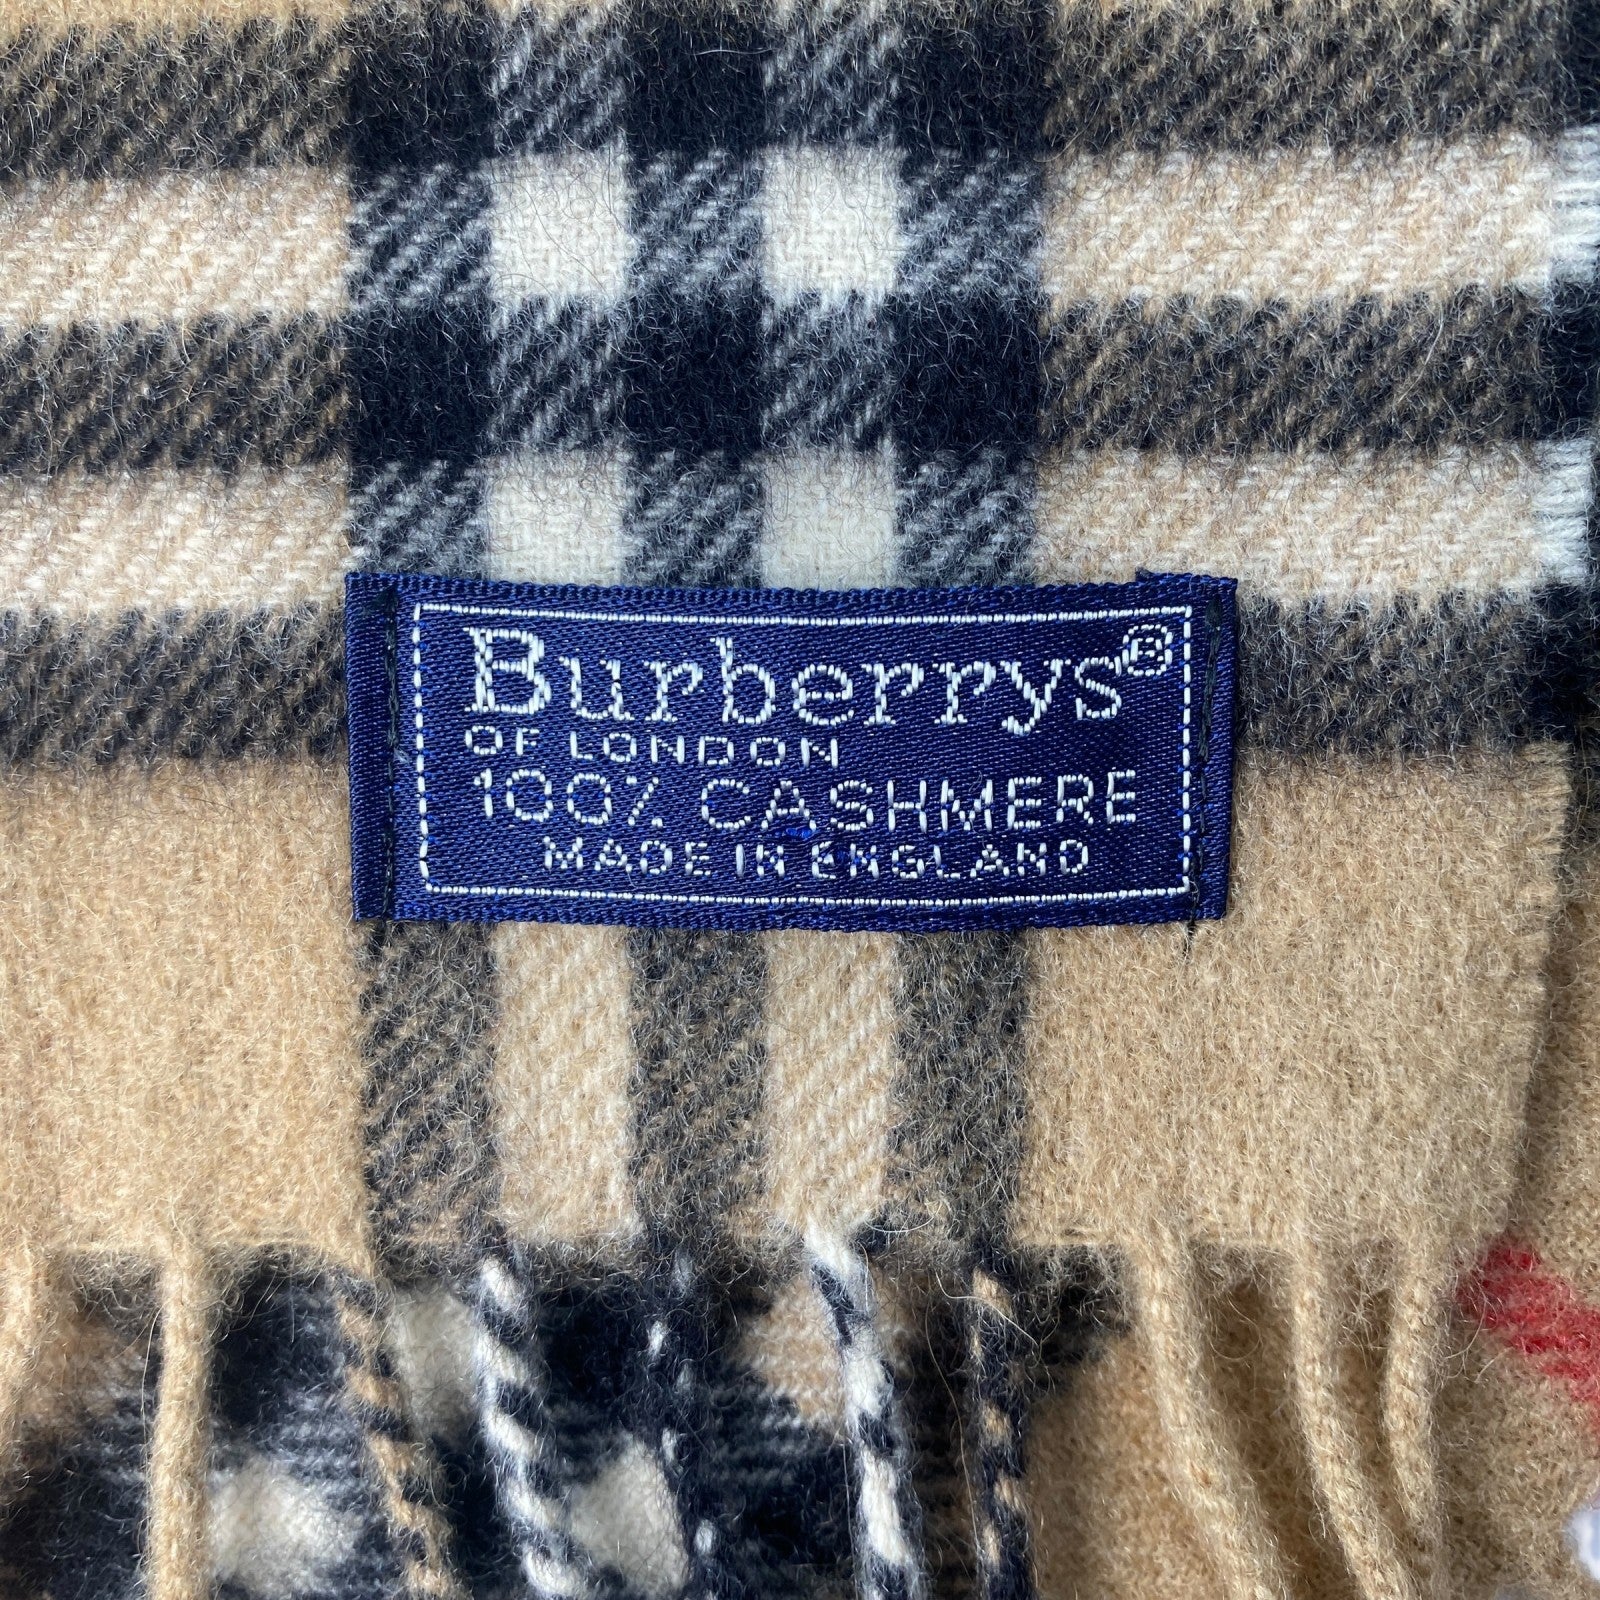 Burberrys®
OF LONDON
100% CASHMERE
MADE IN ENGLAND